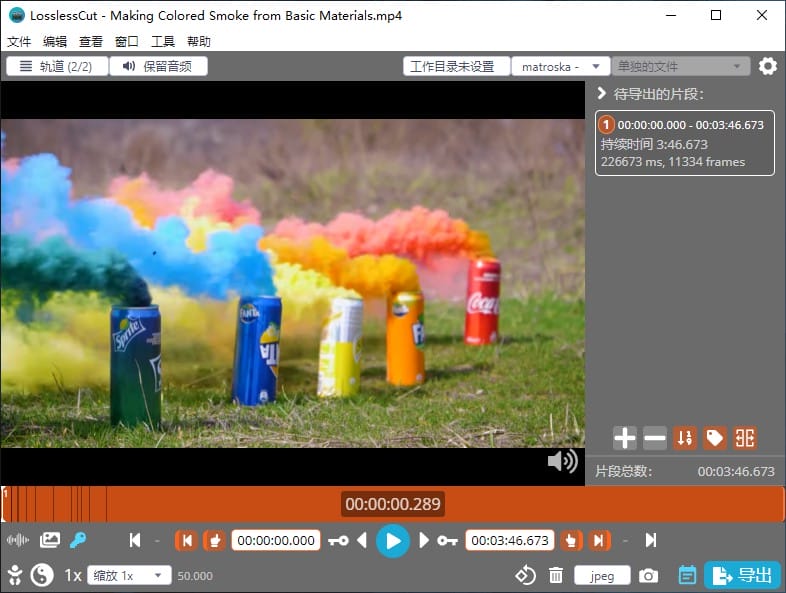 LosslessCut - Making Colored Smoke from Basic Materials.mp4
文件 编辑 查看 窗口 工具 帮助
轨道 (2/2) 保留音频 工作目录未设置 matroska - 单独的文件
待导出的片段:
1 00:00:00.000 - 00:03:46.673
持续时间 3:46.673
226673 ms, 11334 frames
Sprite
FANTA
Coca
片段总数: 00:03:46.673
1
00:00:00.289
00:00:00.000 00:03:46.673
1x 缩放 1x 50.000 jpeg 导出